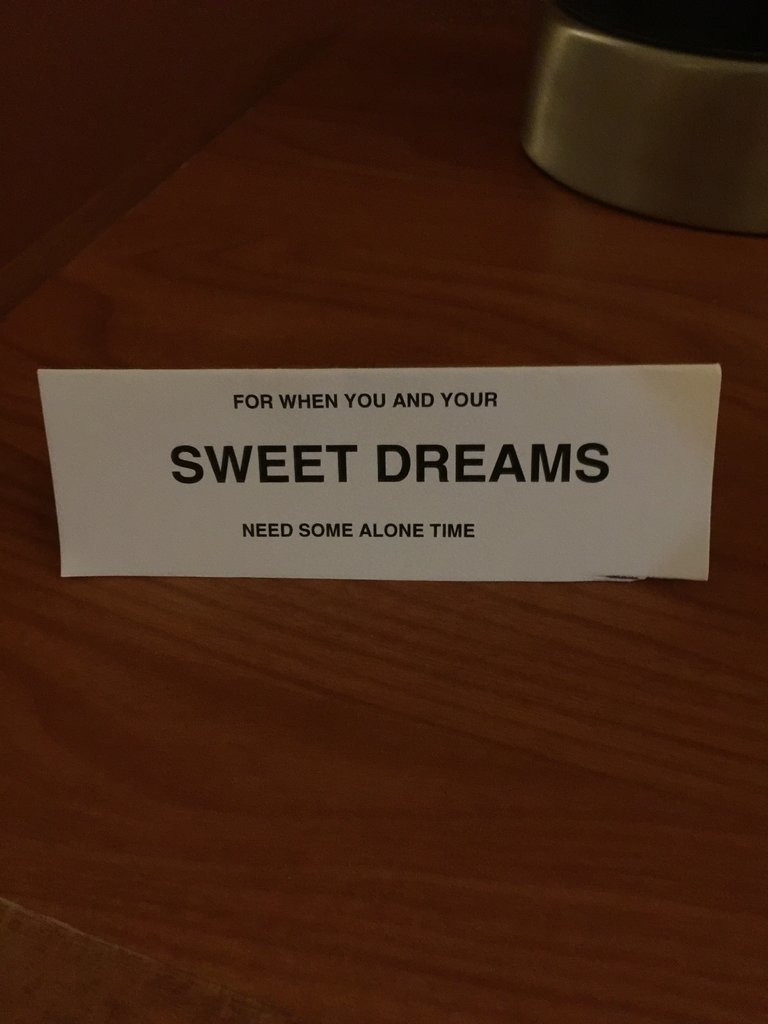 FOR WHEN YOU AND YOUR
SWEET DREAMS
NEED SOME ALONE TIME